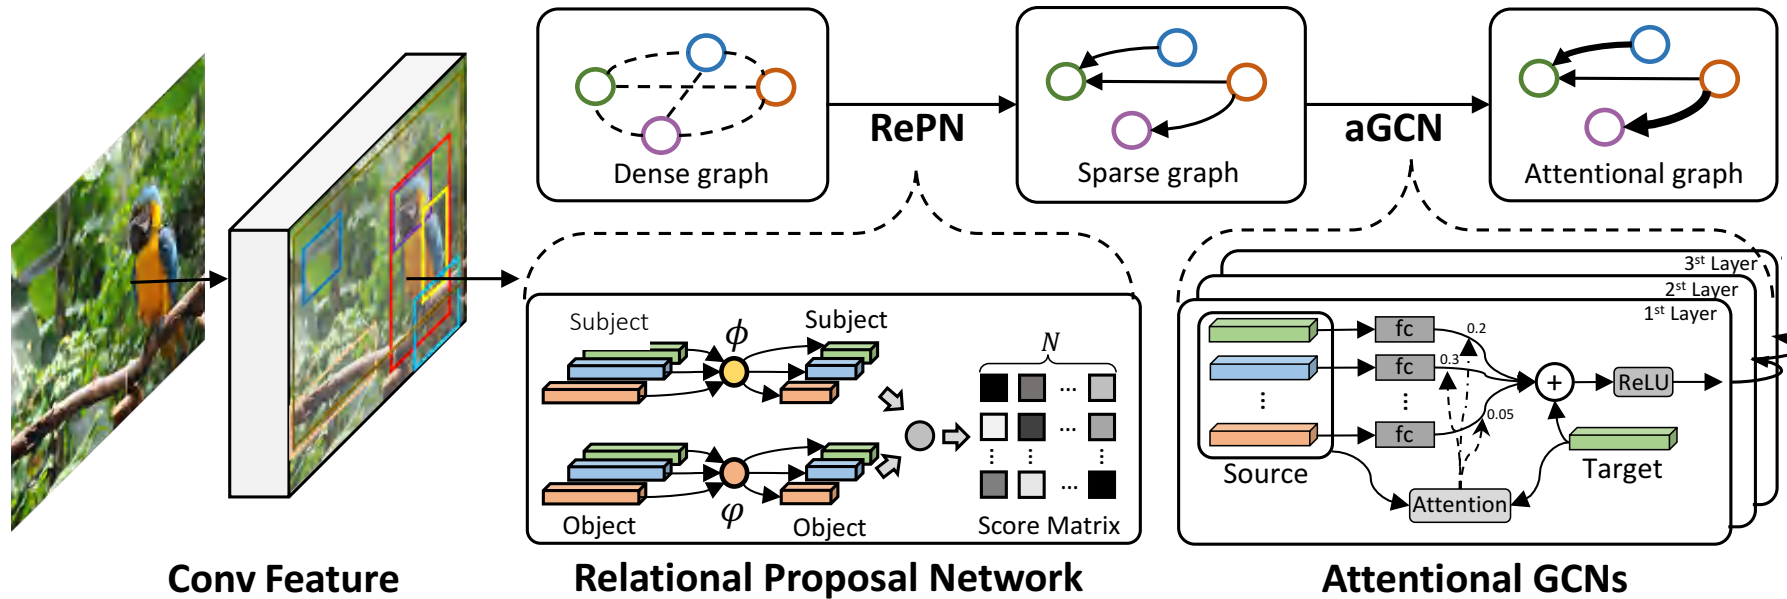 Dense graph
RePN
Sparse graph
aGCN
Attentional graph
Subject
ϕ
Subject
Object
φ
Object
N
...
...
...
Score Matrix
3st Layer
2st Layer
1st Layer
fc
0.2
fc
0.3
fc
0.05
+
ReLU
Source
Target
Attention
Conv Feature
Relational Proposal Network
Attentional GCNs